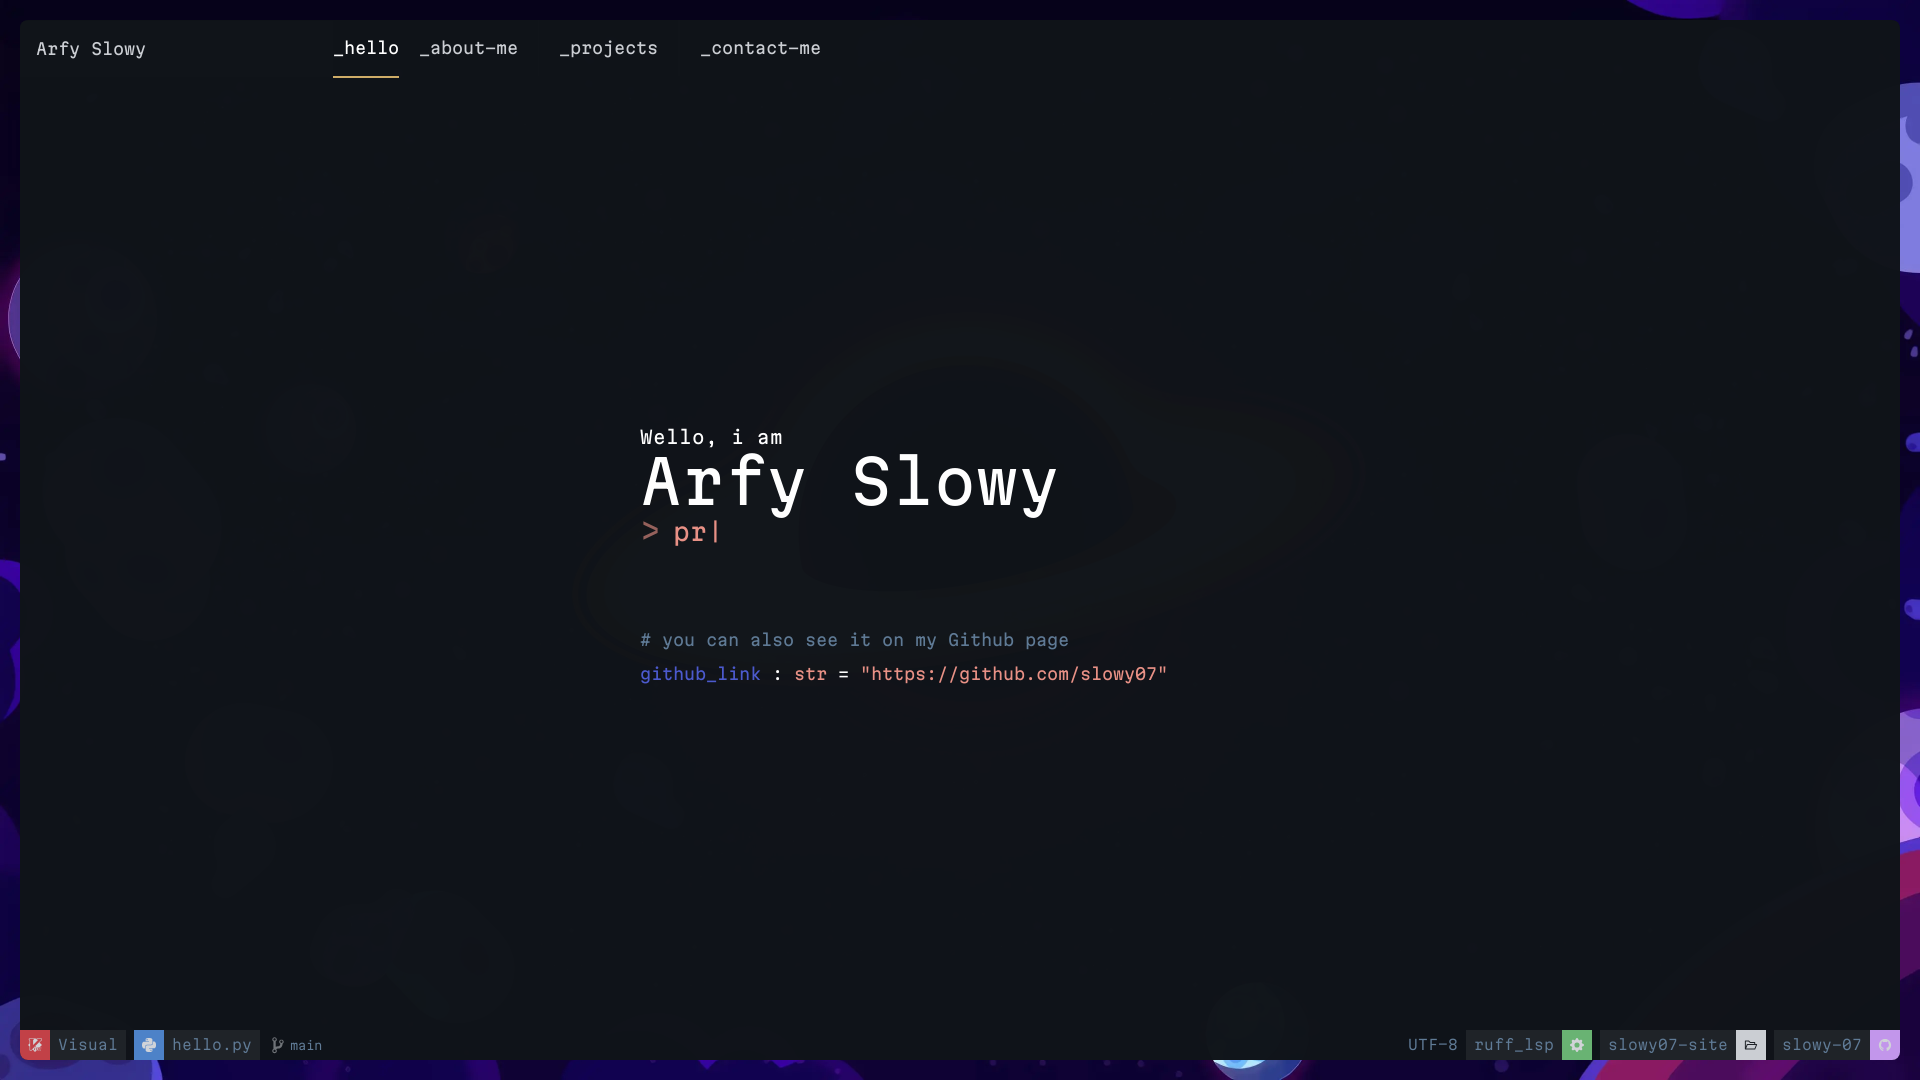 Arfy Slowy _hello _about-me _projects _contact-me
Wello, i am
Arfy Slowy
> pr|
# you can also see it on my Github page
github_link : str = "https://github.com/slowy07"
Visual hello.py main UTF-8 ruff_lsp slowy07-site slowy-07